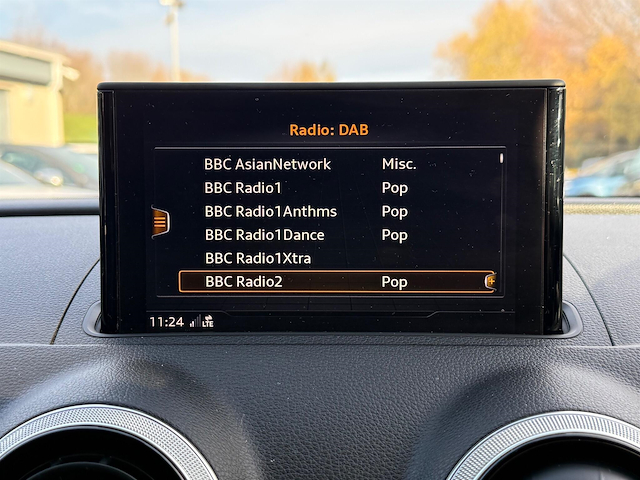 Radio: DAB
BBC AsianNetwork Misc.
BBC Radio1 Pop
BBC Radio1Anthms Pop
BBC Radio1Dance Pop
BBC Radio1Xtra
BBC Radio2 Pop
11:24 LTE